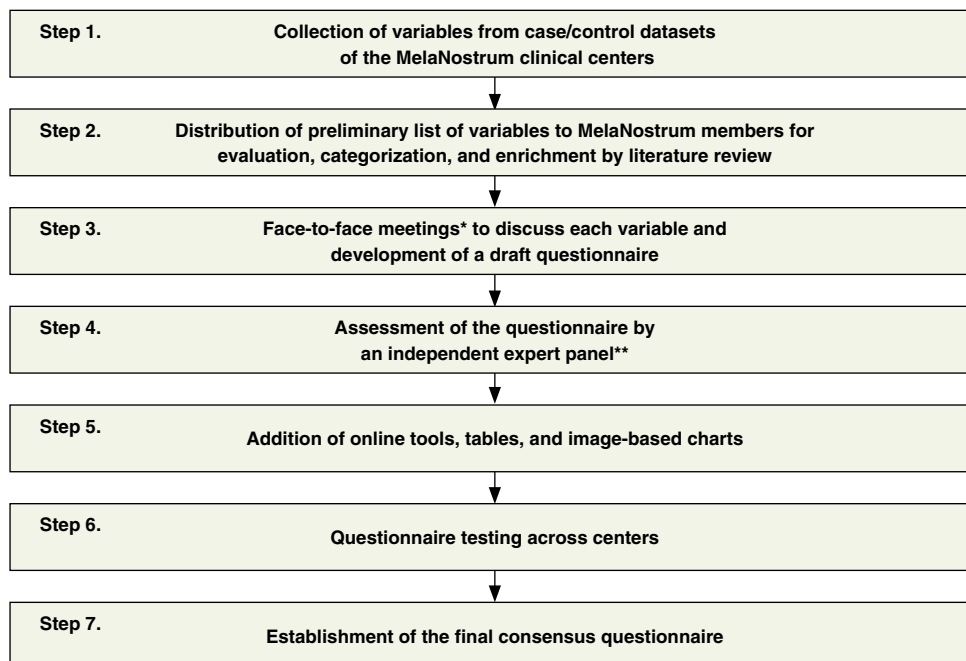 Step 1. Collection of variables from case/control datasets
of the MelaNostrum clinical centers
Step 2. Distribution of preliminary list of variables to MelaNostrum members for
evaluation, categorization, and enrichment by literature review
Step 3. Face-to-face meetings* to discuss each variable and
development of a draft questionnaire
Step 4. Assessment of the questionnaire by
an independent expert panel**
Step 5.
Addition of online tools, tables, and image-based charts
Step 6.
Questionnaire testing across centers
Step 7.
Establishment of the final consensus questionnaire